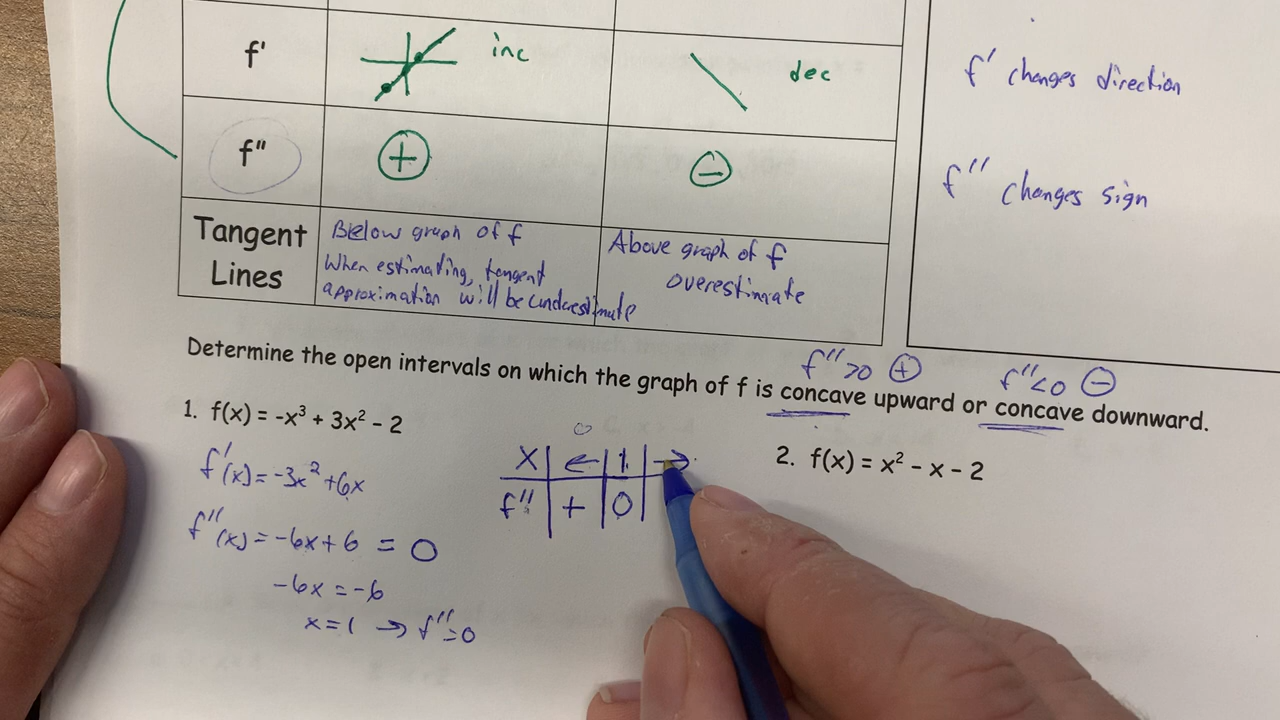 f' inc dec
f' changes direction
f" + −
f" changes sign
Tangent Lines
Below graph of f
When estimating, tangent
approximation will be underestimate
Above graph of f
overestimate
f">0 +
f"<0 −
Determine the open intervals on which the graph of f is concave upward or concave downward.
1. f(x) = -x³ + 3x² - 2
f'(x) = -3x² + 6x
f"(x) = -6x + 6 = 0
-6x = -6
x = 1 → f" = 0
0
X ← 1 →
f" + 0
2. f(x) = x² - x - 2